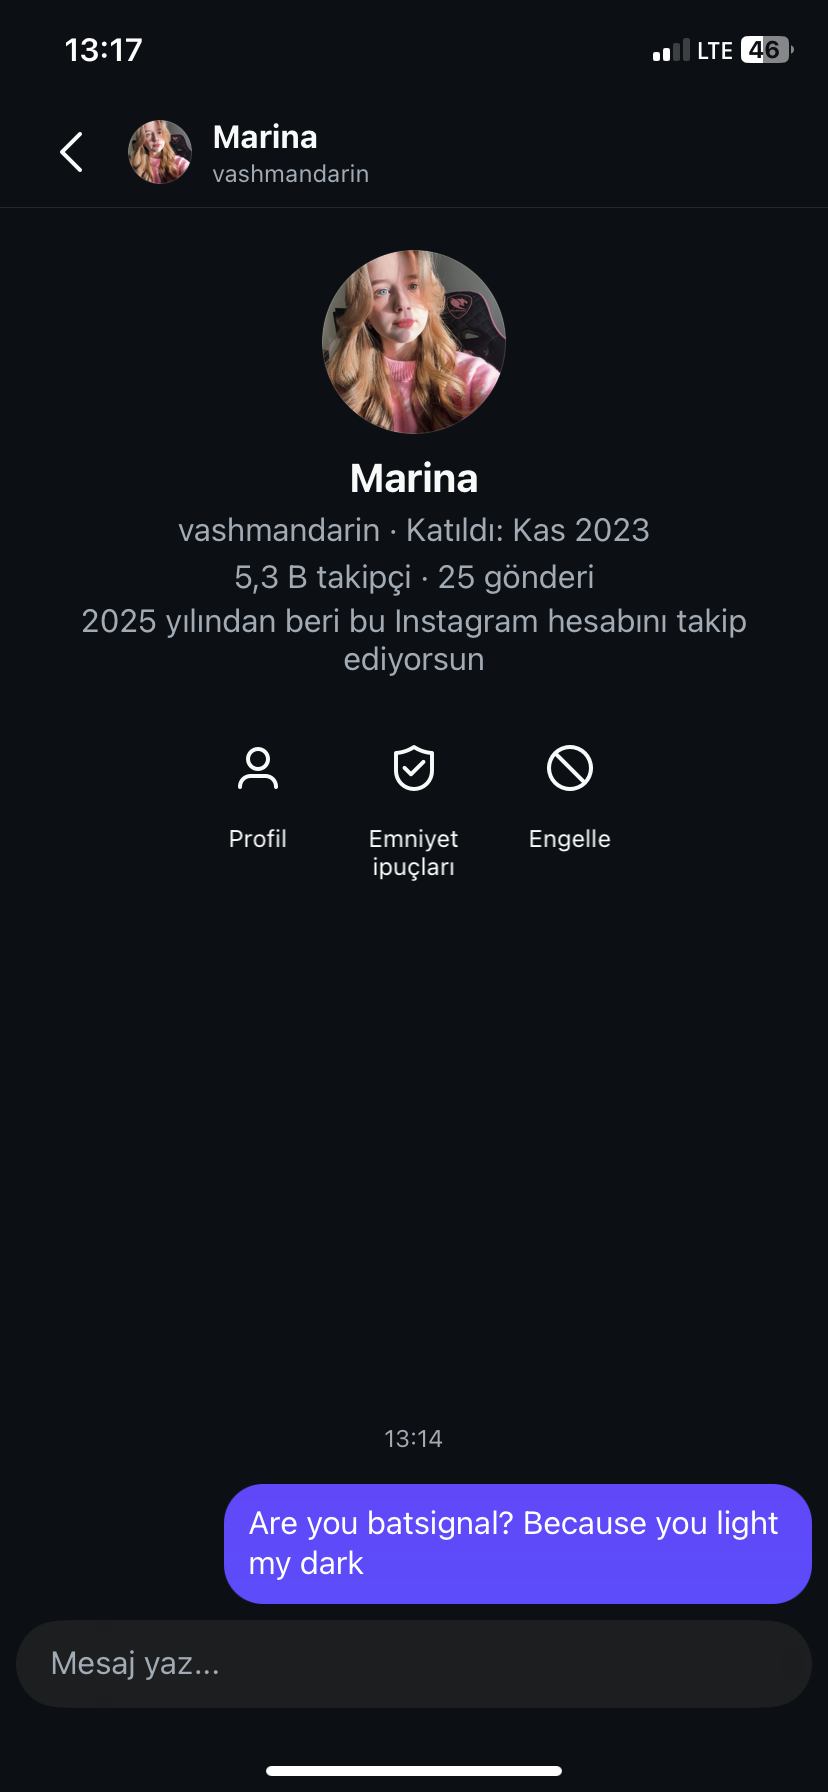 13:17
LTE 46
Marina
vashmandarin
Marina
vashmandarin · Katıldı: Kas 2023
5,3 B takipçi · 25 gönderi
2025 yılından beri bu Instagram hesabını takip
ediyorsun
Profil
Emniyet
ipuçları
Engelle
13:14
Are you batsignal? Because you light
my dark
Mesaj yaz...